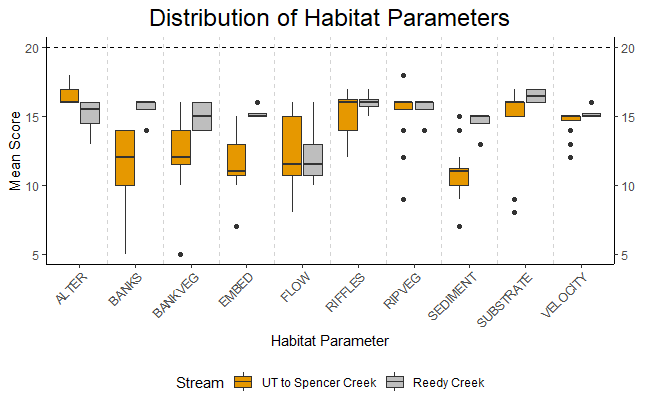 Distribution of Habitat Parameters
20 20
15 15
10 10
5 5
Mean Score
ALTER BANKS BANKVEG EMBED FLOW RIFFLES RIPVEG SEDIMENT SUBSTRATE VELOCITY
Habitat Parameter
Stream UT to Spencer Creek Reedy Creek